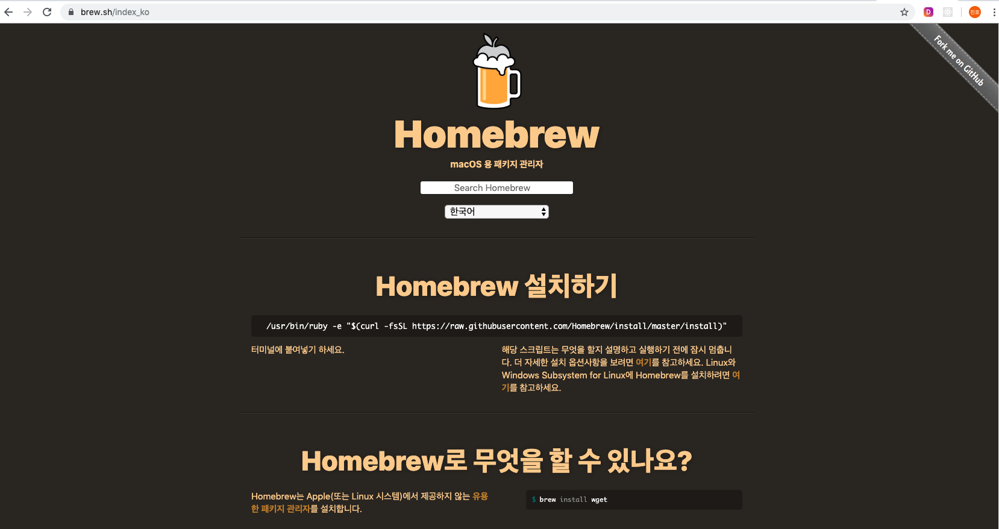 brew.sh/index_ko
D
진호
Fork me on GitHub
Homebrew
macOS 용 패키지 관리자
Search Homebrew
한국어
Homebrew 설치하기
/usr/bin/ruby -e "$(curl -fsSL https://raw.githubusercontent.com/Homebrew/install/master/install)"
터미널에 붙여넣기 하세요.
해당 스크립트는 무엇을 할지 설명하고 실행하기 전에 잠시 멈춥니
다. 더 자세한 설치 옵션사항을 보려면 여기를 참고하세요. Linux와
Windows Subsystem for Linux에 Homebrew를 설치하려면 여
기를 참고하세요.
Homebrew로 무엇을 할 수 있나요?
Homebrew는 Apple(또는 Linux 시스템)에서 제공하지 않는 유용
한 패키지 관리자를 설치합니다.
$ brew install wget